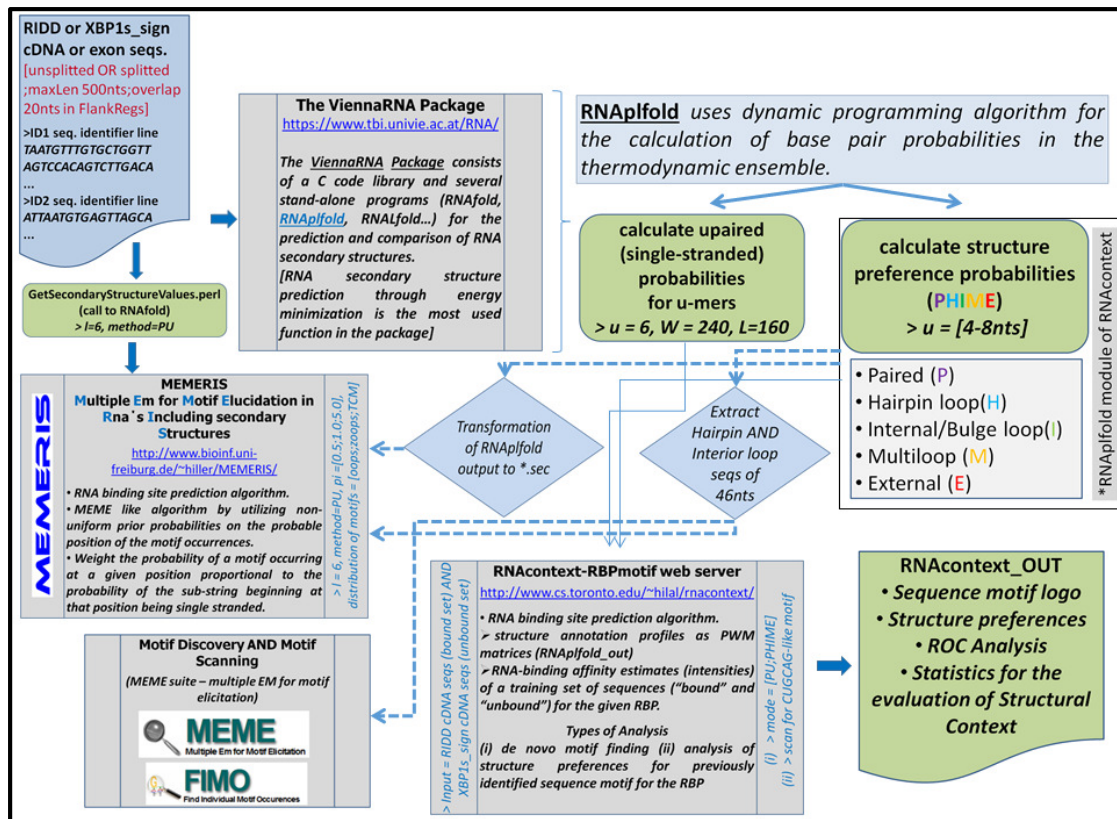 RIDD or XBP1s_sign
cDNA or exon seqs.
[unsplitted OR splitted
;maxLen 500nts;overlap
20nts in FlankRegs]
>ID1 seq. identifier line
TAATGTTTGTGCTGGTT
AGTCCACAGTCTTGACA
...
>ID2 seq. identifier line
ATTAATGTGAGTTAGCA
...
GetSecondaryStructureValues.perl
(call to RNAfold)
> l=6, method=PU
The ViennaRNA Package
https://www.tbi.univie.ac.at/RNA/
The ViennaRNA Package consists
of a C code library and several
stand-alone programs (RNAfold,
RNAplfold, RNALfold...) for the
prediction and comparison of RNA
secondary structures.
[RNA secondary structure
prediction through energy
minimization is the most used
function in the package]
RNAplfold uses dynamic programming algorithm for
the calculation of base pair probabilities in the
thermodynamic ensemble.
calculate upaired
(single-stranded)
probabilities
for u-mers
> u = 6, W = 240, L=160
calculate structure
preference probabilities
(PHIME)
> u = [4-8nts]
• Paired (P)
• Hairpin loop(H)
• Internal/Bulge loop(I)
• Multiloop (M)
• External (E)
*RNAplfold module of RNAcontext
MEMERIS
MEMERIS
Multiple Em for Motif Elucidation in
Rna´s Including secondary
Structures
http://www.bioinf.uni-
freiburg.de/~hiller/MEMERIS/
• RNA binding site prediction algorithm.
• MEME like algorithm by utilizing non-
uniform prior probabilities on the probable
position of the motif occurrences.
• Weight the probability of a motif occurring
at a given position proportional to the
probability of the sub-string beginning at
that position being single stranded.
> l = 6, method=PU, pi =[0.5;1.0;5.0],
distribution of motifs = [oops;zoops;TCM]
Transformation
of RNAplfold
output to *.sec
Extract
Hairpin AND
Interior loop
seqs of
46nts
Motif Discovery AND Motif
Scanning
(MEME suite – multiple EM for motif
elicitation)
MEME
Multiple Em for Motif Elicitation
FIMO
Find Individual Motif Occurences
> Input = RIDD cDNA seqs (bound set) AND
XBP1s_sign cDNA seqs (unbound set)
RNAcontext-RBPmotif web server
http://www.cs.toronto.edu/~hilal/rnacontext/
• RNA binding site prediction algorithm.
➢ structure annotation profiles as PWM
matrices (RNAplfold_out)
➢RNA-binding affinity estimates (intensities)
of a training set of sequences (“bound” and
“unbound”) for the given RBP.
Types of Analysis
(i) de novo motif finding (ii) analysis of
structure preferences for previously
identified sequence motif for the RBP
(i) > mode = [PU;PHIME]
(ii) > scan for CUGCAG-like motif
RNAcontext_OUT
• Sequence motif logo
• Structure preferences
• ROC Analysis
• Statistics for the
evaluation of Structural
Context